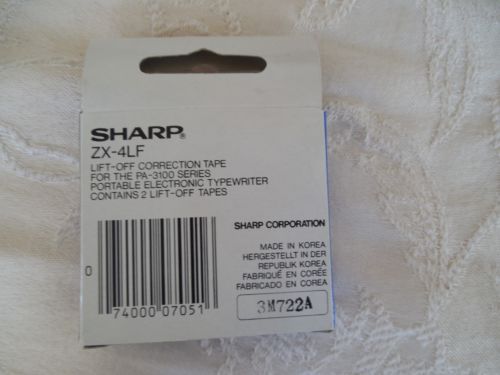 SHARP®
ZX-4LF
LIFT-OFF CORRECTION TAPE
FOR THE PA-3100 SERIES
PORTABLE ELECTRONIC TYPEWRITER
CONTAINS 2 LIFT-OFF TAPES
SHARP CORPORATION
MADE IN KOREA
HERGESTELLT IN DER
REPUBLIK KOREA
FABRIQUÉ EN CORÉE
FABRICADO EN COREA
0
74000 07051
3M722A